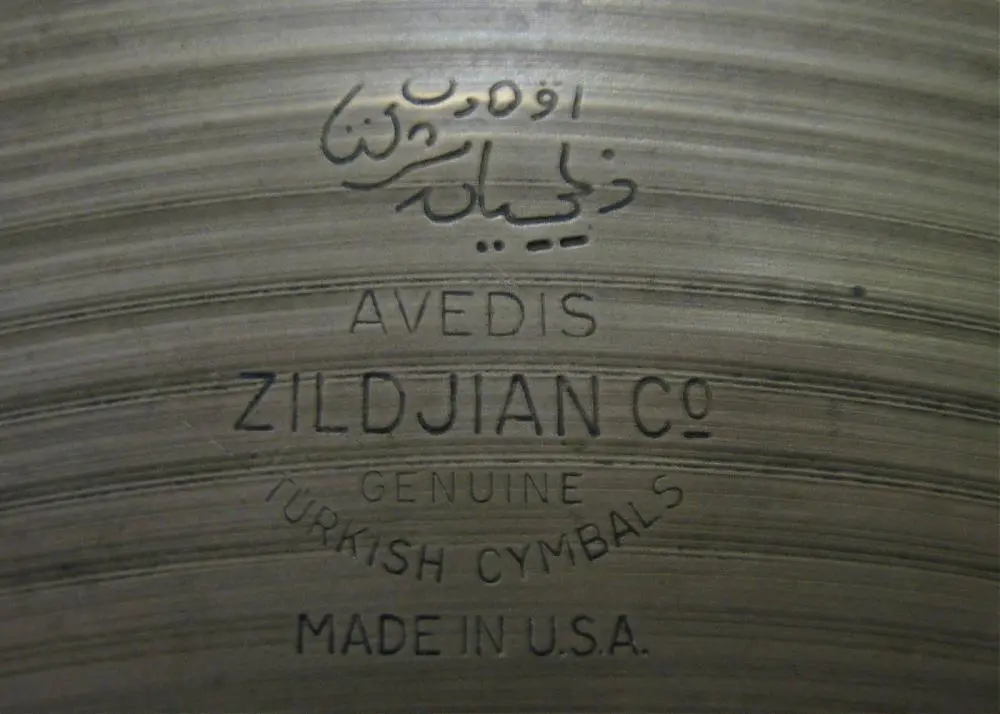 AVEDIS
ZILDJIAN Cº
GENUINE
TURKISH CYMBALS
MADE IN U.S.A.